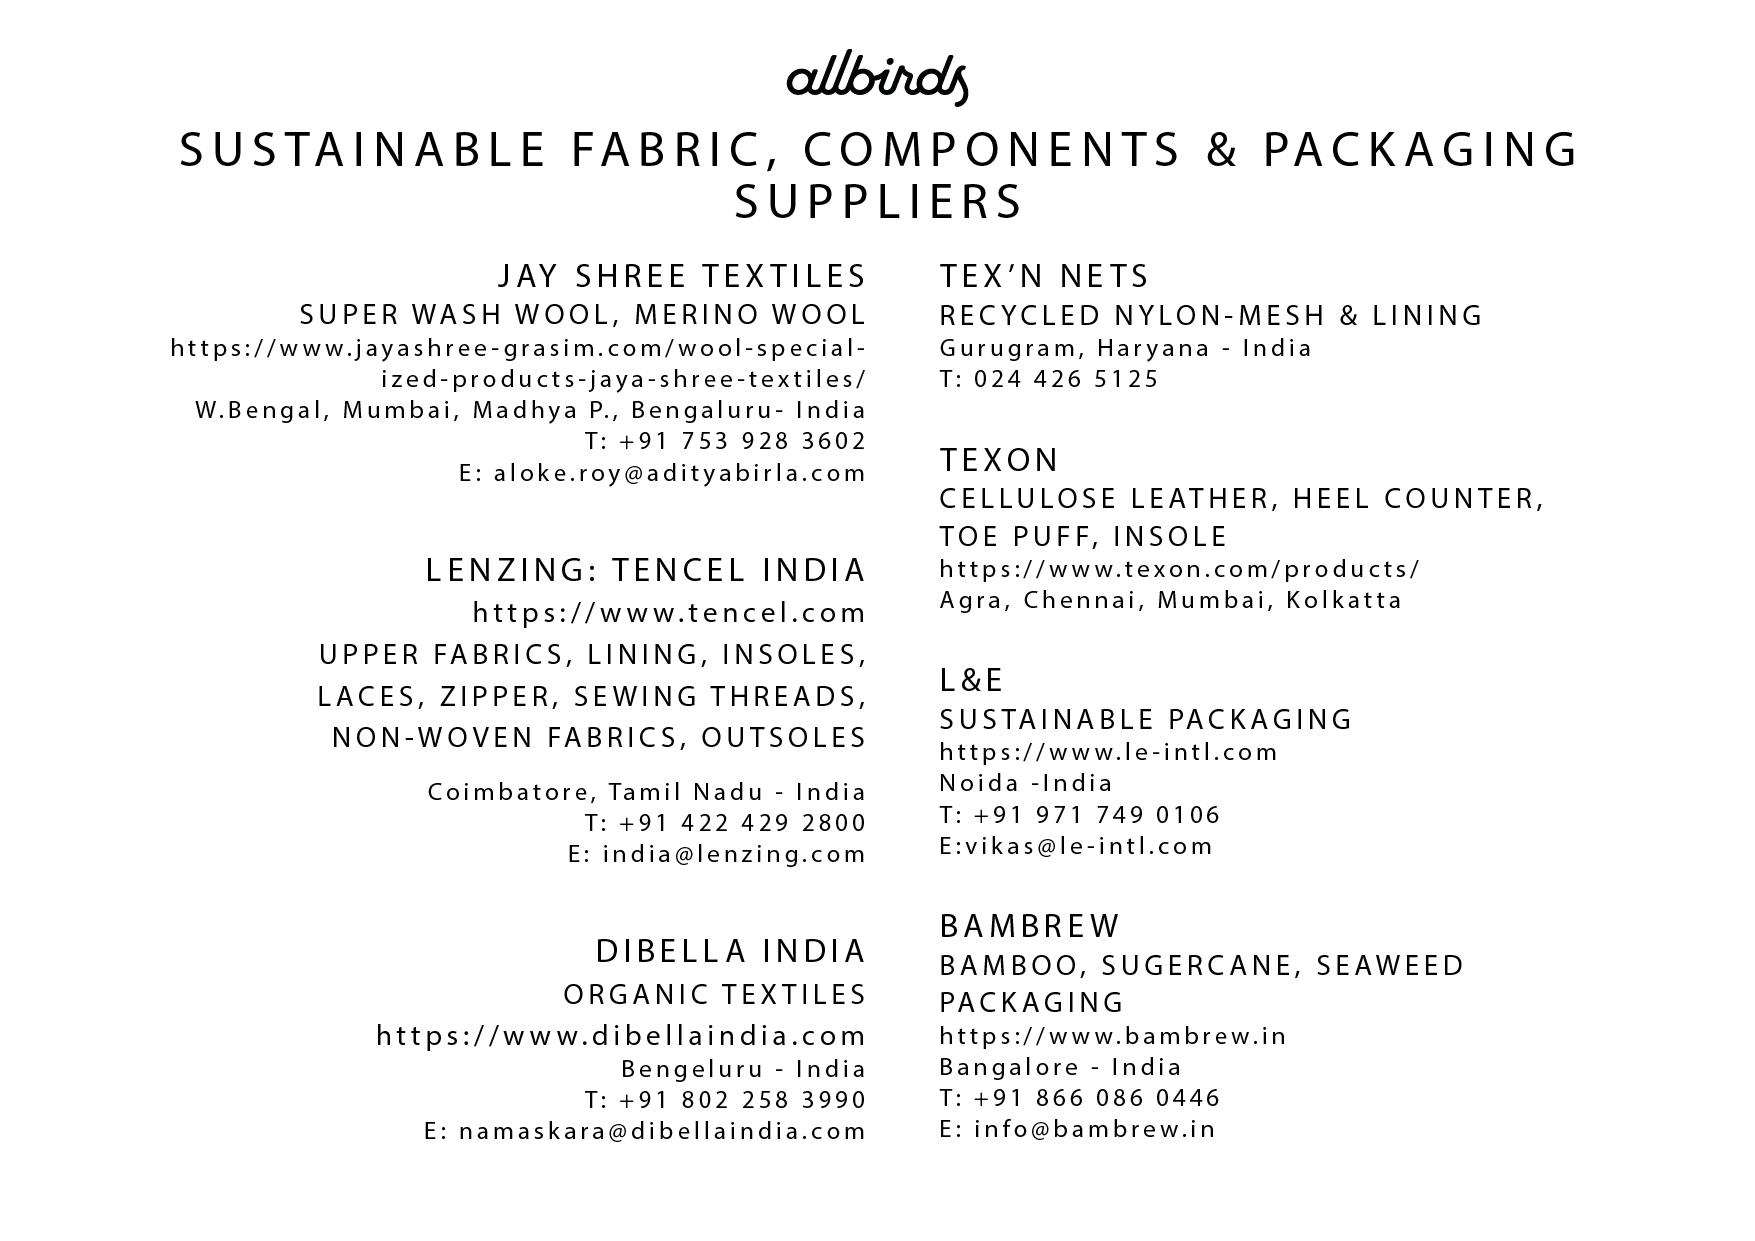 allbirds
SUSTAINABLE FABRIC, COMPONENTS & PACKAGING
SUPPLIERS
JAY SHREE TEXTILES
SUPER WASH WOOL, MERINO WOOL
https://www.jayashree-grasim.com/wool-special-
ized-products-jaya-shree-textiles/
W.Bengal, Mumbai, Madhya P., Bengaluru- India
T: +91 753 928 3602
E: aloke.roy@adityabirla.com
LENZING: TENCEL INDIA
https://www.tencel.com
UPPER FABRICS, LINING, INSOLES,
LACES, ZIPPER, SEWING THREADS,
NON-WOVEN FABRICS, OUTSOLES
Coimbatore, Tamil Nadu - India
T: +91 422 429 2800
E: india@lenzing.com
DIBELLA INDIA
ORGANIC TEXTILES
https://www.dibellaindia.com
Bengeluru - India
T: +91 802 258 3990
E: namaskara@dibellaindia.com
TEX’N NETS
RECYCLED NYLON-MESH & LINING
Gurugram, Haryana - India
T: 024 426 5125
TEXON
CELLULOSE LEATHER, HEEL COUNTER,
TOE PUFF, INSOLE
https://www.texon.com/products/
Agra, Chennai, Mumbai, Kolkatta
L&E
SUSTAINABLE PACKAGING
https://www.le-intl.com
Noida -India
T: +91 971 749 0106
E:vikas@le-intl.com
BAMBREW
BAMBOO, SUGERCANE, SEAWEED
PACKAGING
https://www.bambrew.in
Bangalore - India
T: +91 866 086 0446
E: info@bambrew.in